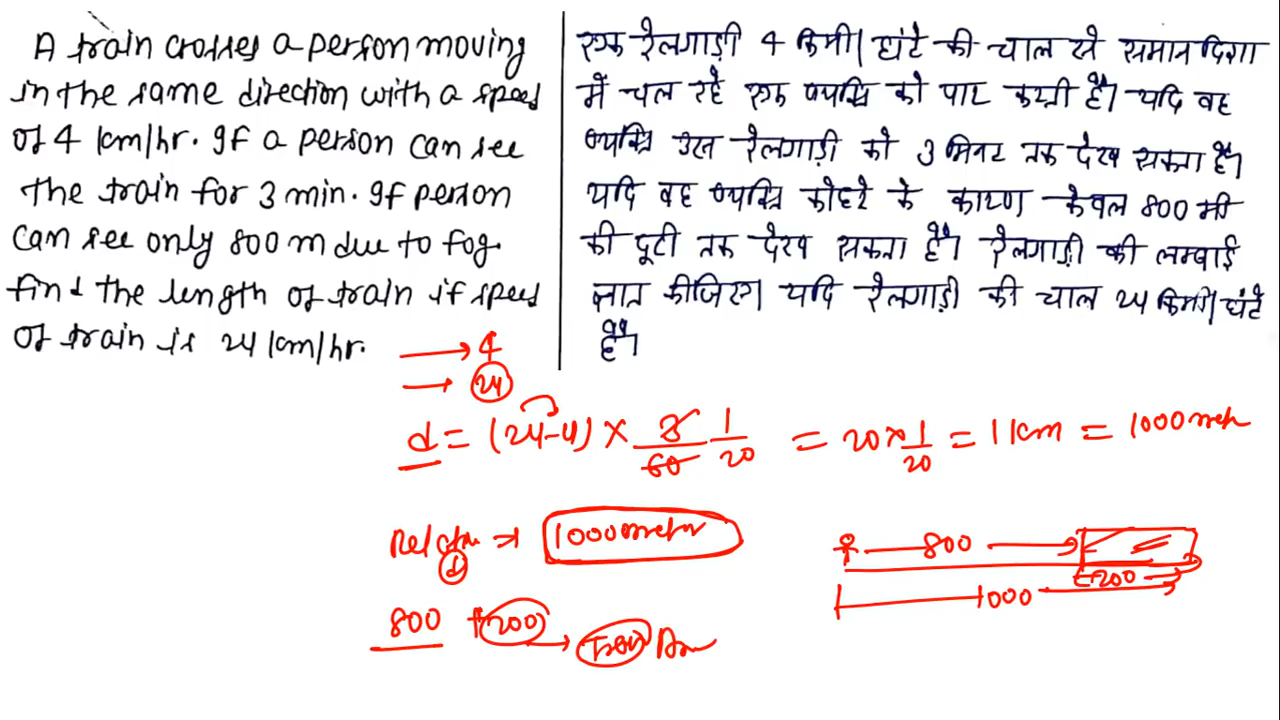 A train crosses a person moving
in the same direction with a speed
of 4 km/hr. If a person can see
the train for 3 min. If person
can see only 800 m due to fog.
find the length of train if speed
of train is 24 km/hr.
एक रेलगाड़ी 4 किमी/घंटे की चाल से समान दिशा
में चल रहे एक व्यक्ति को पार करती है। यदि वह
व्यक्ति उस रेलगाड़ी को 3 मिनट तक देख सकता है।
यदि वह व्यक्ति कोहरे के कारण केवल 800 मी
की दूरी तक देख सकता है। रेलगाड़ी की लम्बाई
ज्ञात कीजिए। यदि रेलगाड़ी की चाल 24 किमी/घंटे
है।
→ 4
→ 24
d = (24-4) × 3/60 1/20 = 20 × 1/20 = 1 km = 1000 meter
Relative d → 1000 meter
800 + 200 → Train Ans
800
200
1000